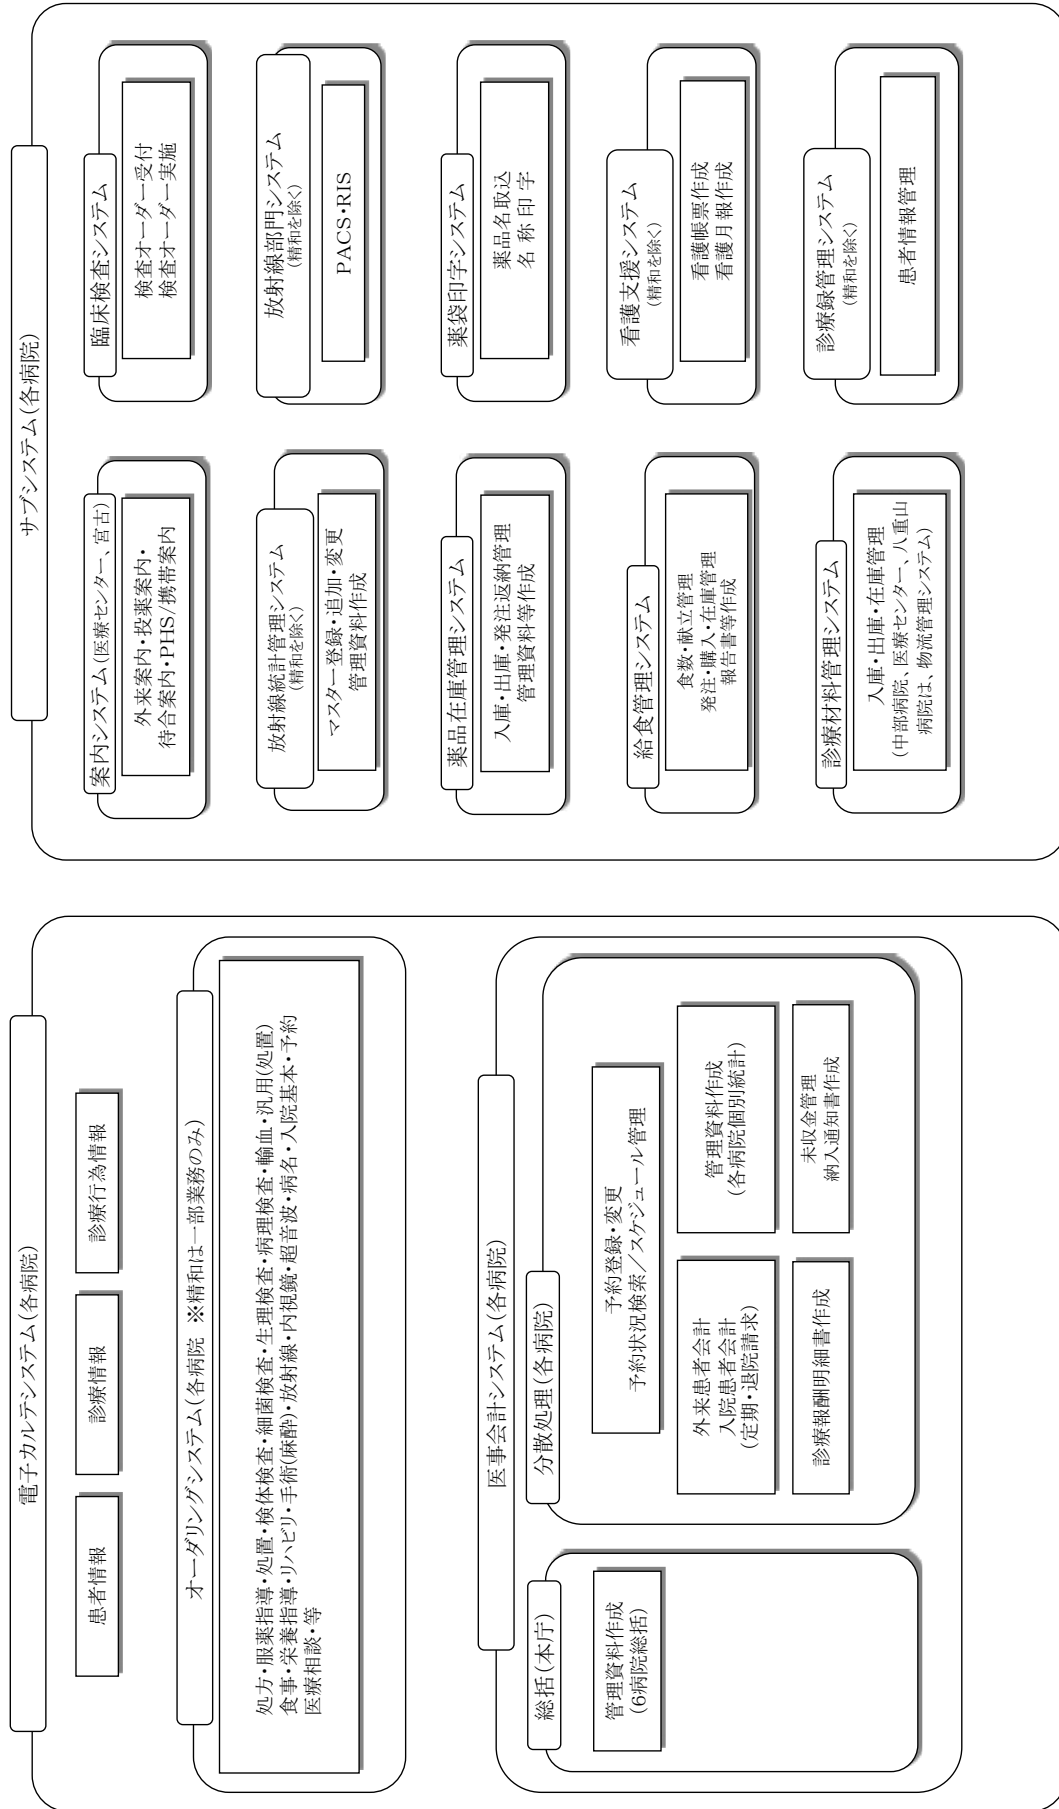 電子カルテシステム(各病院)
患者情報
診療情報
診療行為情報
オーダリングシステム(各病院 ※精和は一部業務のみ)
処方・服薬指導・処置・検体検査・細菌検査・生理検査・病理検査・輸血・汎用(処置)
食事・栄養指導・リハビリ・手術(麻酔)・放射線・内視鏡・超音波・病名・入院基本・予約
医療相談・等
医事会計システム(各病院)
総括(本庁)
管理資料作成
(6病院総括)
分散処理(各病院)
予約登録・変更
予約状況検索/スケジュール管理
外来患者会計
入院患者会計
(定期・退院請求)
管理資料作成
(各病院個別統計)
診療報酬明細書作成
未収金管理
納入通知書作成
サブシステム(各病院)
案内システム(医療センター、宮古)
外来案内・投薬案内・
待合案内・PHS/携帯案内
臨床検査システム
検査オーダー受付
検査オーダー実施
放射線統計管理システム
(精和を除く)
マスター登録・追加・変更
管理資料作成
放射線部門システム
(精和を除く)
PACS・RIS
薬品在庫管理システム
入庫・出庫・発注返納管理
管理資料等作成
薬袋印字システム
薬品名取込
名 称 印 字
給食管理システム
食数・献立管理
発注・購入・在庫管理
報告書等作成
看護支援システム
(精和を除く)
看護帳票作成
看護月報作成
診療材料管理システム
入庫・出庫・在庫管理
(中部病院、医療センター、八重山
病院は、物流管理システム)
診療録管理システム
(精和を除く)
患者情報管理